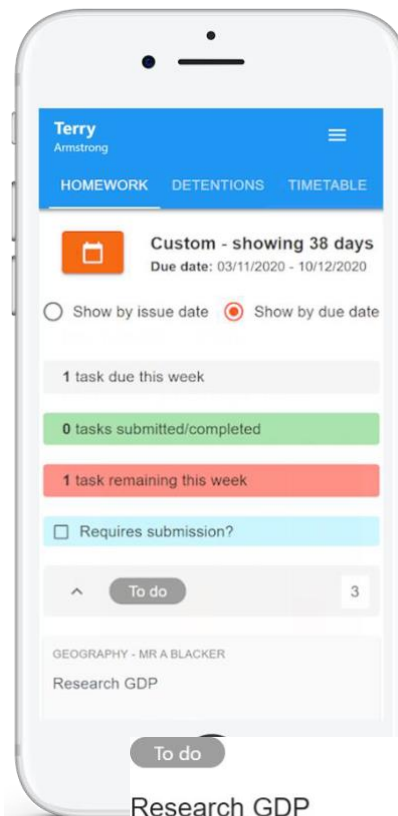 Terry
Armstrong
HOMEWORK DETENTIONS TIMETABLE
Custom - showing 38 days
Due date: 03/11/2020 - 10/12/2020
Show by issue date Show by due date
1 task due this week
0 tasks submitted/completed
1 task remaining this week
Requires submission?
To do 3
GEOGRAPHY - MR A BLACKER
Research GDP
To do
Research GDP